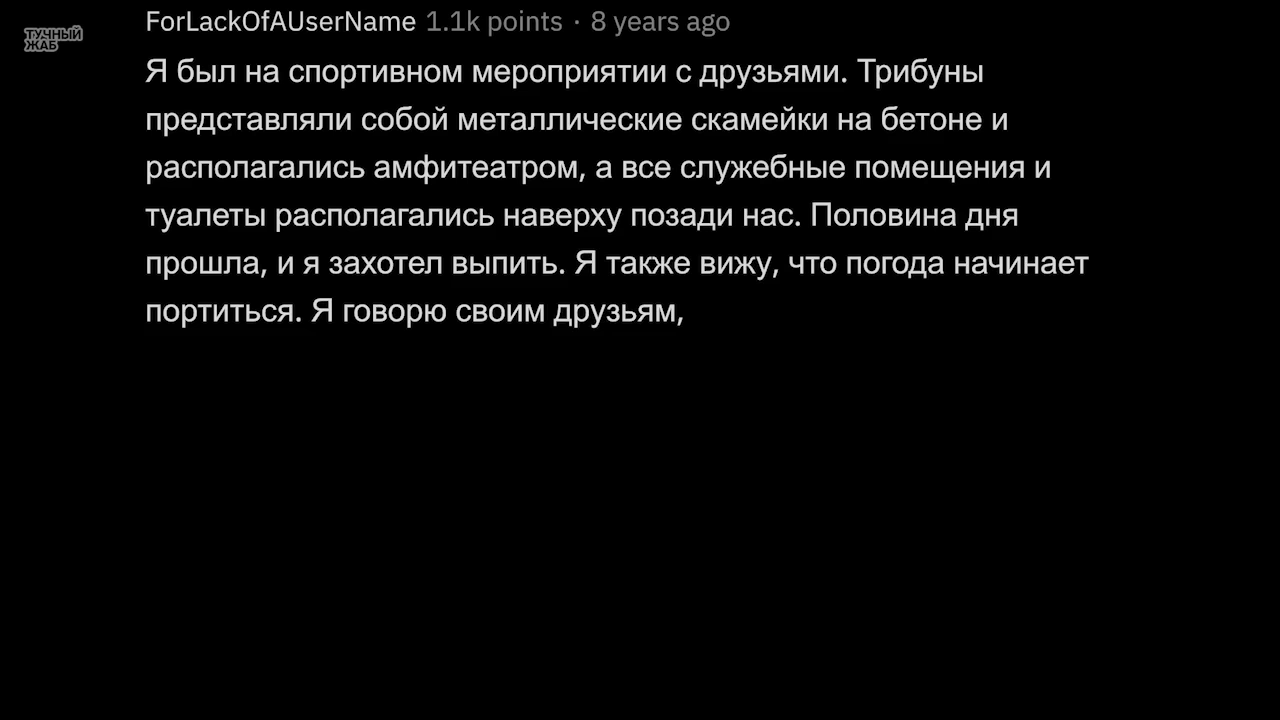 ТУЧНЫЙ
ЖАБ
ForLackOfAUserName 1.1k points · 8 years ago
Я был на спортивном мероприятии с друзьями. Трибуны
представляли собой металлические скамейки на бетоне и
располагались амфитеатром, а все служебные помещения и
туалеты располагались наверху позади нас. Половина дня
прошла, и я захотел выпить. Я также вижу, что погода начинает
портиться. Я говорю своим друзьям,